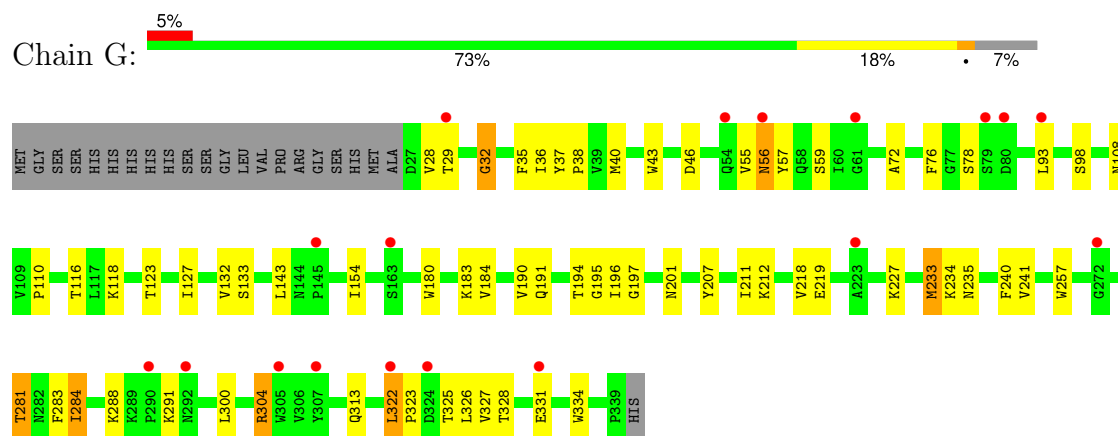 5%
Chain G:
73% 18% • 7%
MET GLY SER SER HIS HIS HIS HIS HIS HIS SER SER GLY LEU VAL PRO ARG GLY SER HIS MET ALA D27 V28 T29 G32 F35 I36 Y37 P38 V39 M40 W43 D46 Q54 V55 N56 Y57 Q58 S59 I60 G61 A72 F76 G77 S78 S79 D80 L93 S98 N108
V109 P110 T116 L117 K118 T123 I127 V132 S133 L143 N144 P145 I154 S163 W180 K183 V184 V190 Q191 T194 G195 I196 G197 N201 Y207 I211 K212 V218 E219 A223 K227 M233 K234 N235 F240 V241 W257 G272
T281 N282 F283 I284 K288 K289 P290 K291 N292 L300 R304 W305 V306 Y307 Q313 L322 P323 D324 T325 L326 V327 T328 E331 W334 P339 HIS